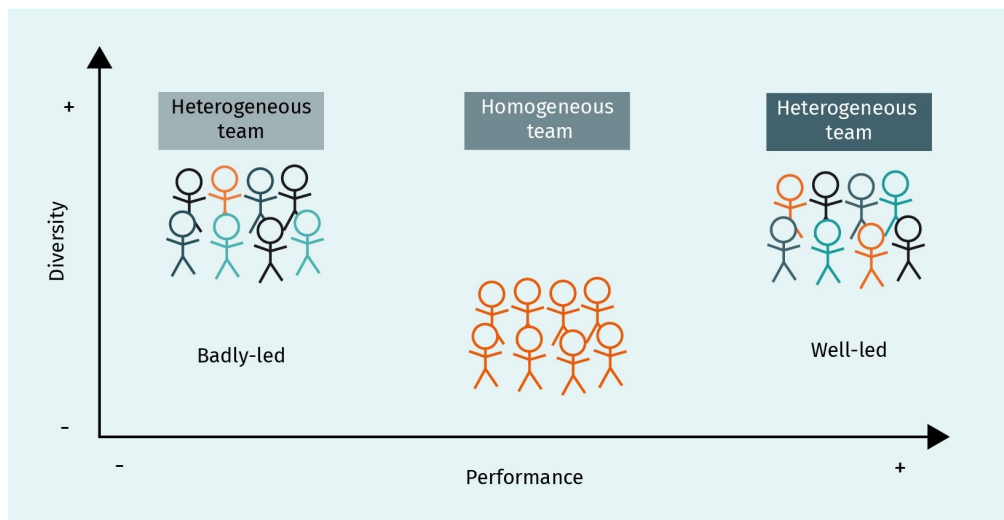 +
Heterogeneous
team
Homogeneous
team
Heterogeneous
team
Diversity
Badly-led
Well-led
–
–
Performance
+